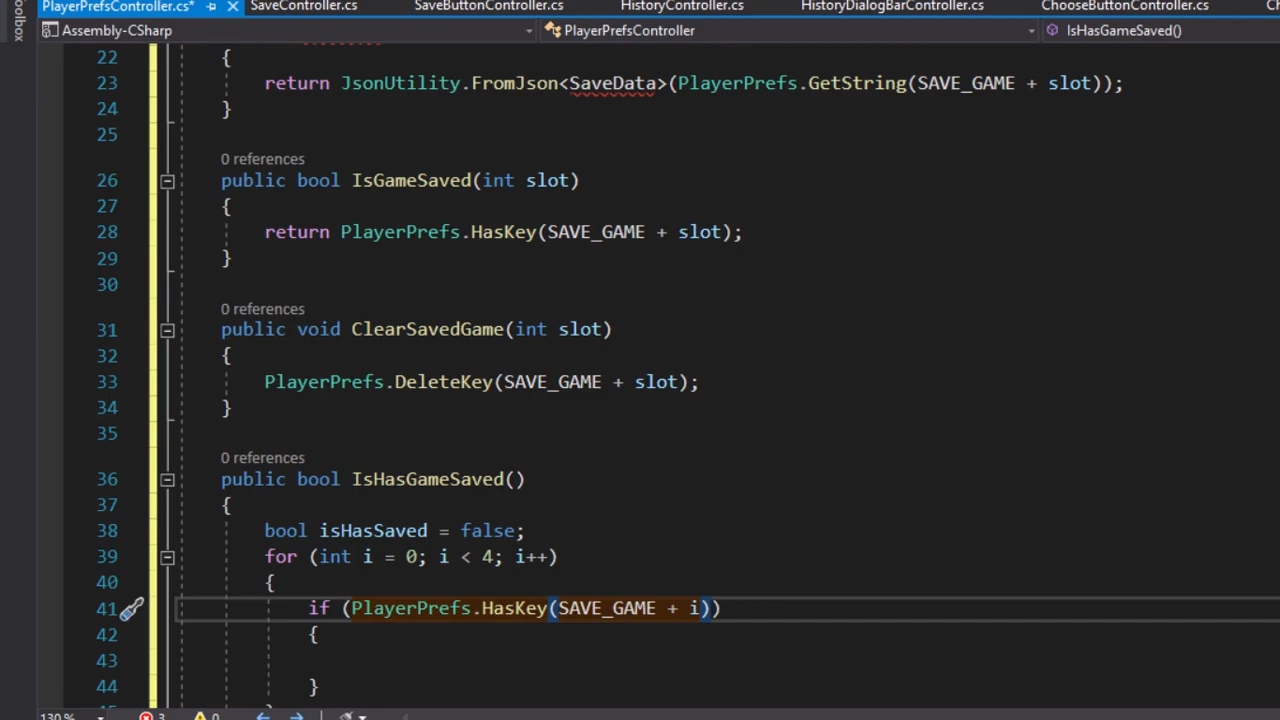 PlayerPrefsController.cs* SaveController.cs SaveButtonController.cs HistoryController.cs HistoryDialogBarController.cs ChooseButtonController.cs
Assembly-CSharp PlayerPrefsController IsHasGameSaved()
22 {
23 return JsonUtility.FromJson<SaveData>(PlayerPrefs.GetString(SAVE_GAME + slot));
24 }
25
0 references
26 public bool IsGameSaved(int slot)
27 {
28 return PlayerPrefs.HasKey(SAVE_GAME + slot);
29 }
30
0 references
31 public void ClearSavedGame(int slot)
32 {
33 PlayerPrefs.DeleteKey(SAVE_GAME + slot);
34 }
35
0 references
36 public bool IsHasGameSaved()
37 {
38 bool isHasSaved = false;
39 for (int i = 0; i < 4; i++)
40 {
41 if (PlayerPrefs.HasKey(SAVE_GAME + i))
42 {
43
44 }
130 % 3 0